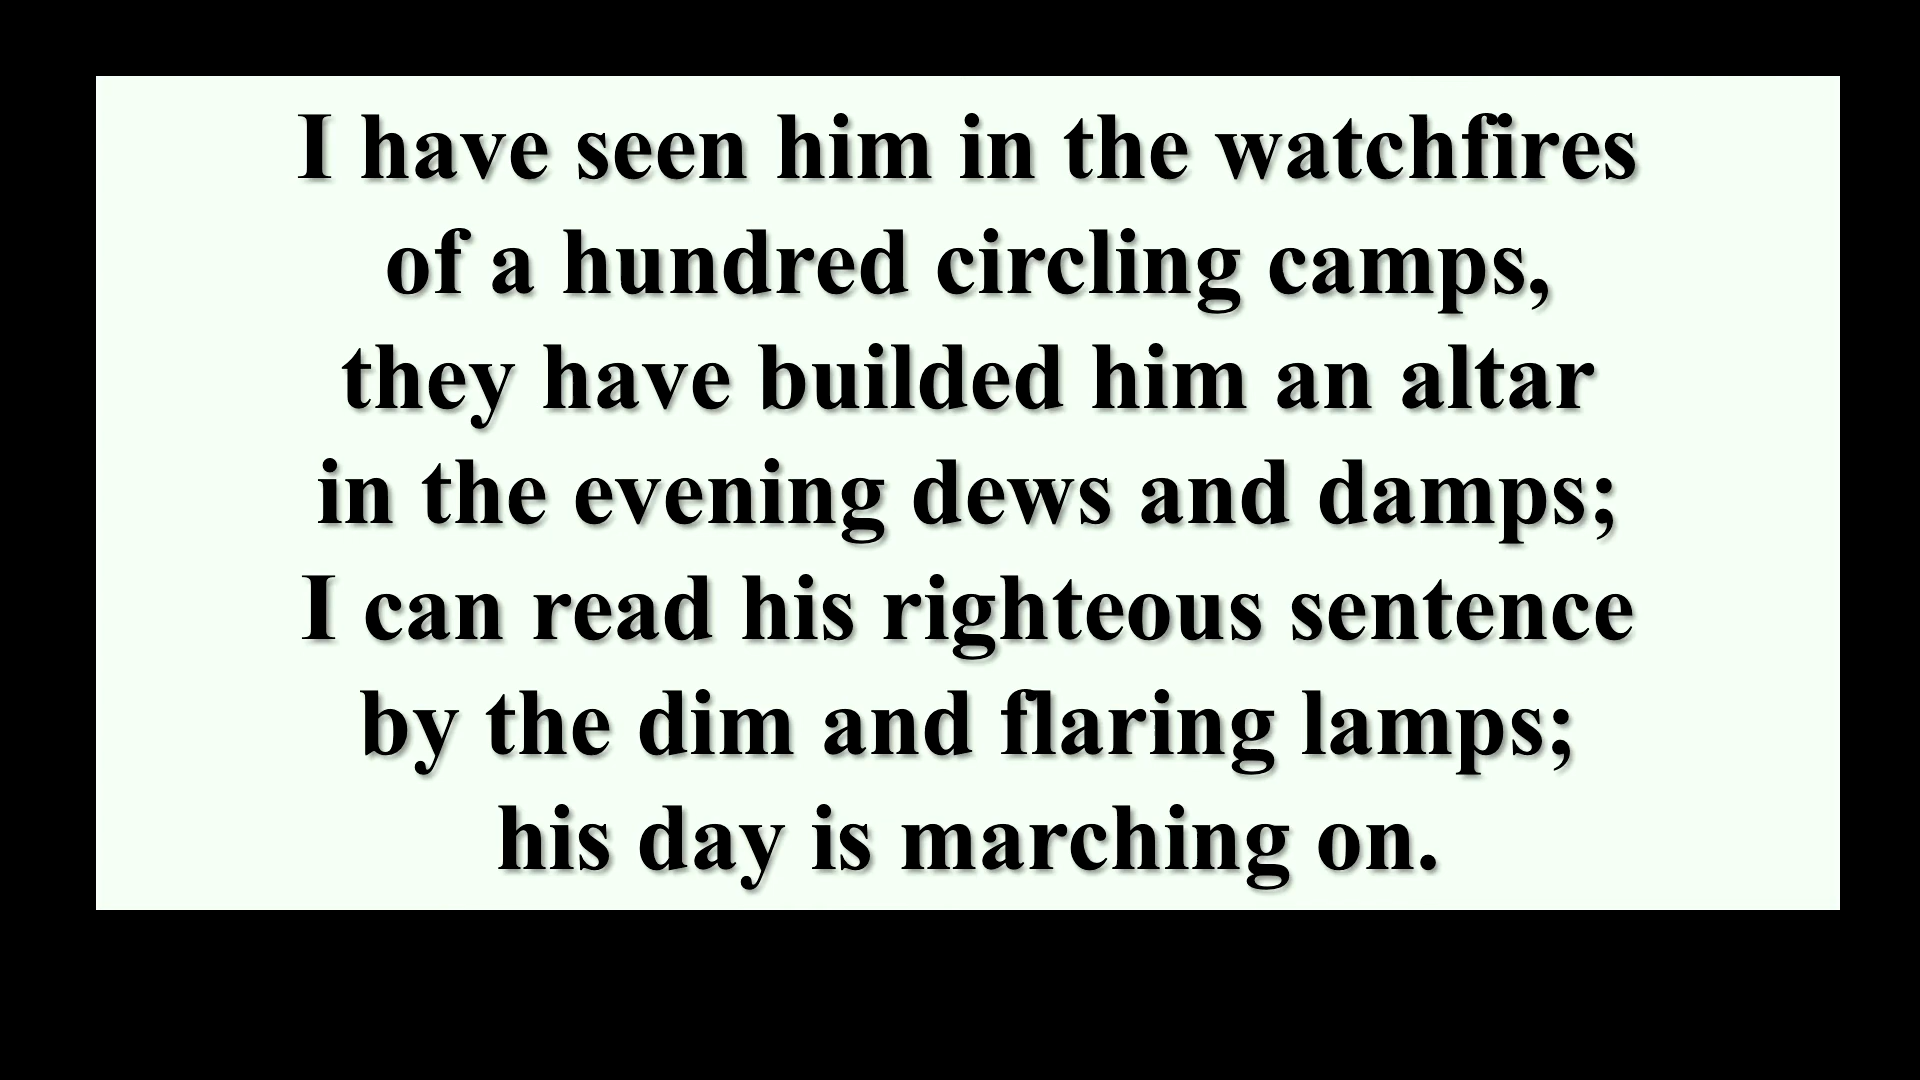 I have seen him in the watchfires
of a hundred circling camps,
they have builded him an altar
in the evening dews and damps;
I can read his righteous sentence
by the dim and flaring lamps;
his day is marching on.